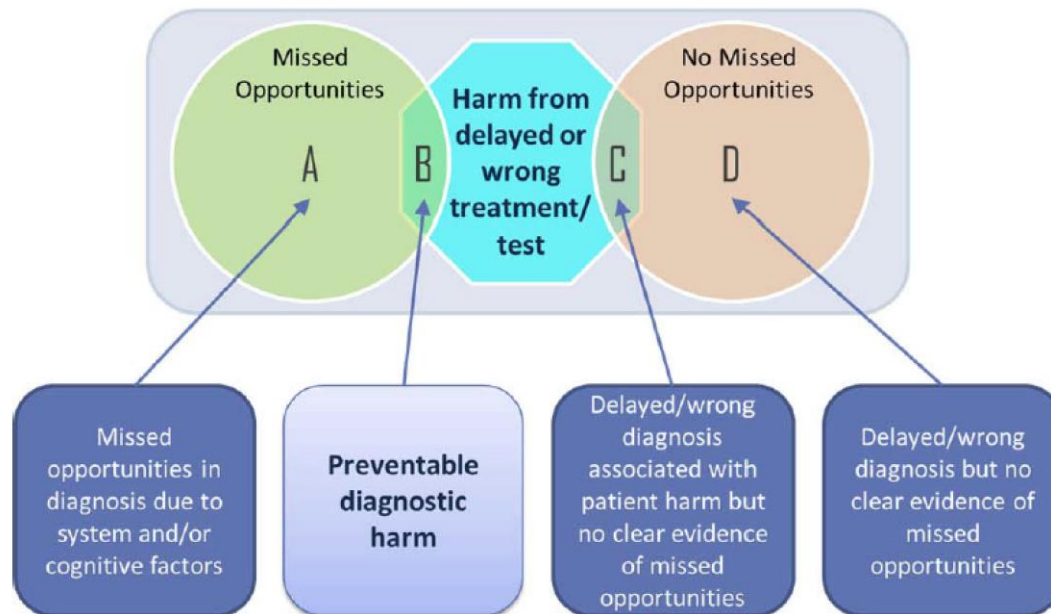 Missed
Opportunities
Harm from
delayed or
wrong
treatment/
test
No Missed
Opportunities
A
B
C
D
Missed
opportunities in
diagnosis due to
system and/or
cognitive factors
Preventable
diagnostic
harm
Delayed/wrong
diagnosis
associated with
patient harm but
no clear evidence
of missed
opportunities
Delayed/wrong
diagnosis but no
clear evidence of
missed
opportunities